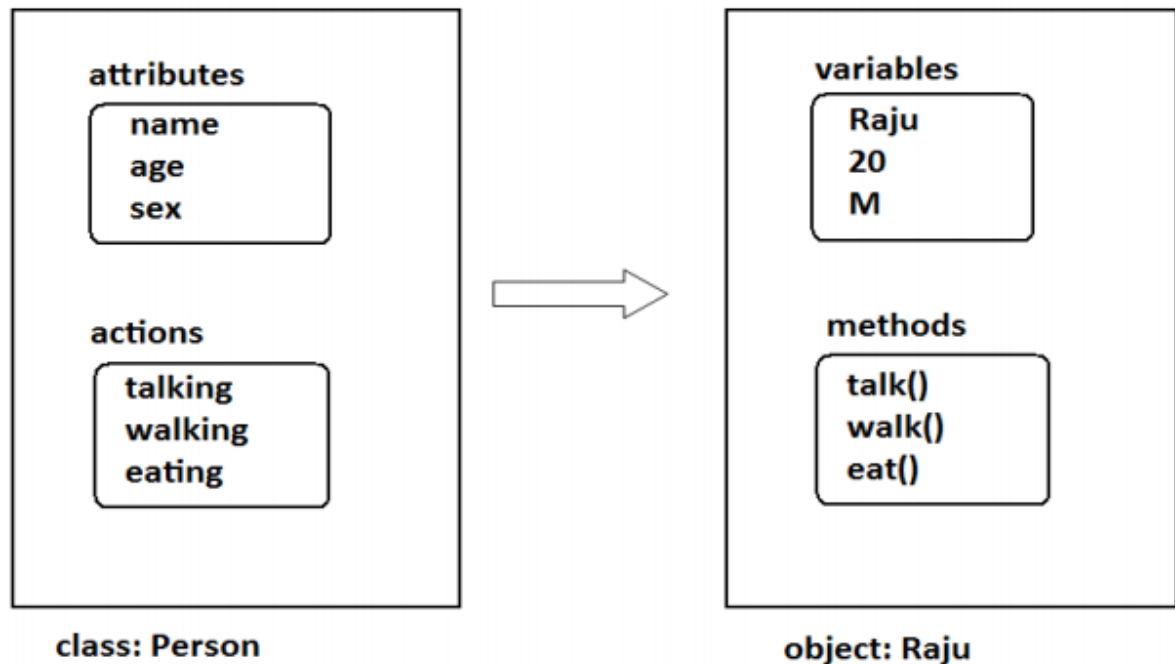 attributes
name
age
sex
actions
talking
walking
eating
class: Person
variables
Raju
20
M
methods
talk()
walk()
eat()
object: Raju